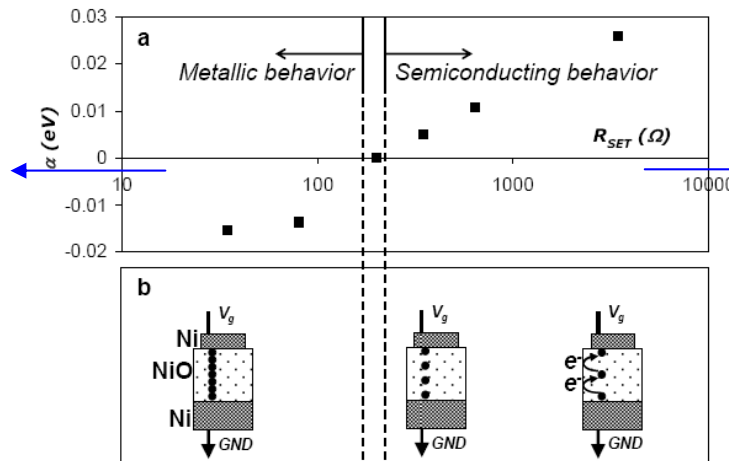 a
0.03
0.02
0.01
0
-0.01
-0.02
α (eV)
Metallic behavior
Semiconducting behavior
R_SET (Ω)
10
100
1000
10000
b
V_g
Ni
NiO
Ni
GND
V_g
GND
V_g
e-
e-
GND